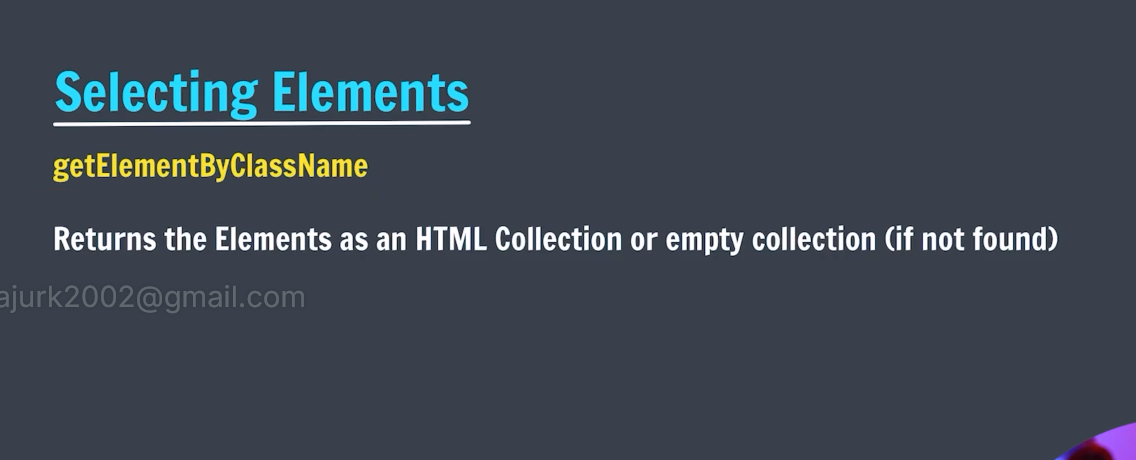 Selecting Elements
getElementByClassName
Returns the Elements as an HTML Collection or empty collection (if not found)
ajurk2002@gmail.com